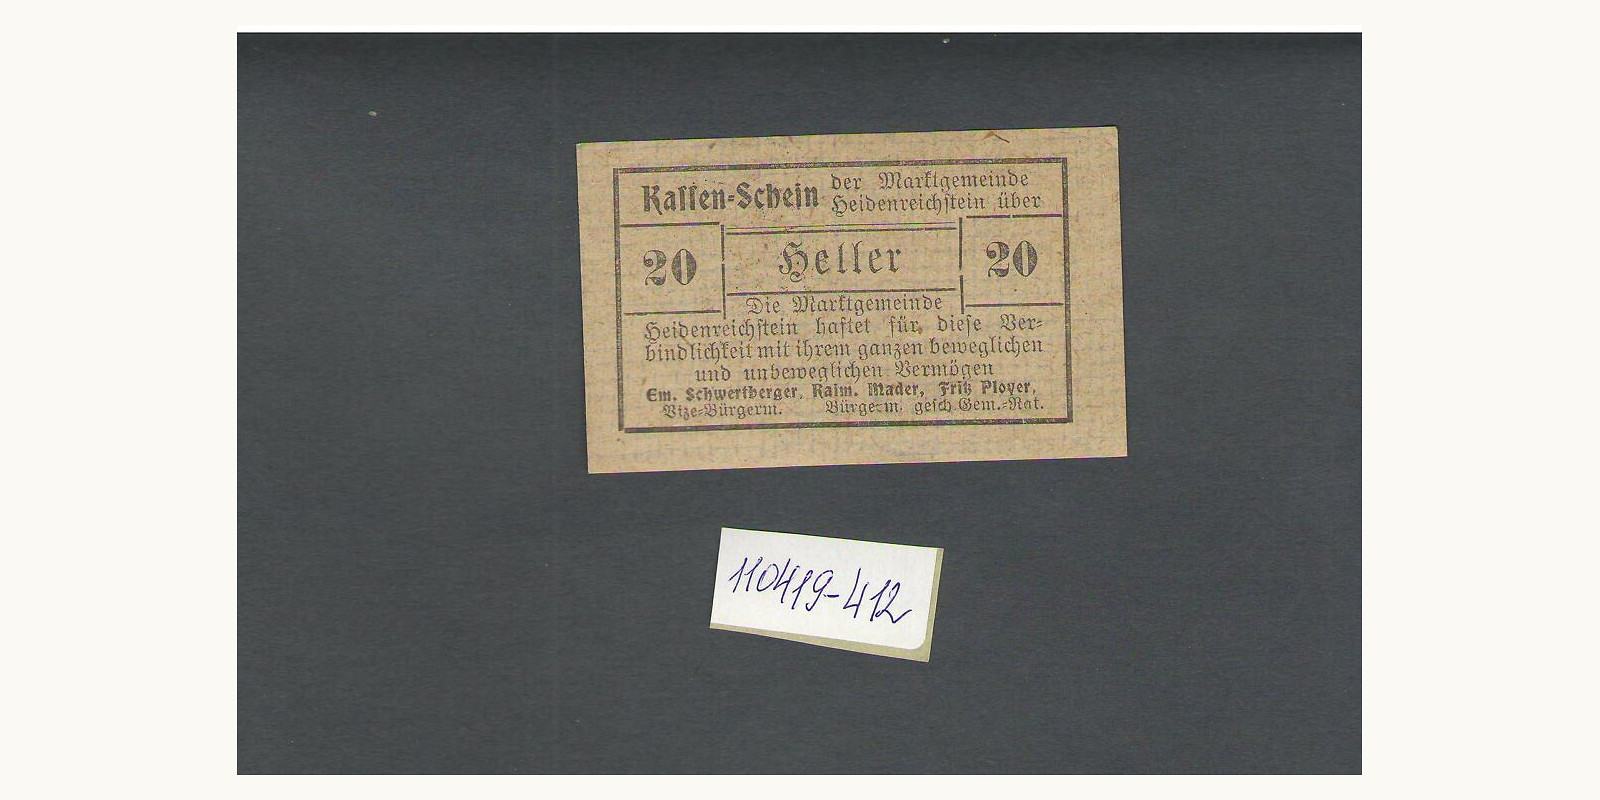 Kassen-Schein der Marktgemeinde
Heidenreichstein über
20 Heller 20
Die Marktgemeinde
Heidenreichstein haftet für diese Ver-
bindlichkeit mit ihrem ganzen beweglichen
und unbeweglichen Vermögen
Em. Schwertberger, Raim. Mader, Fritz Ployer,
Vize-Bürgerm. Bürgerm. gesch. Gem.-Rat.
110419-412